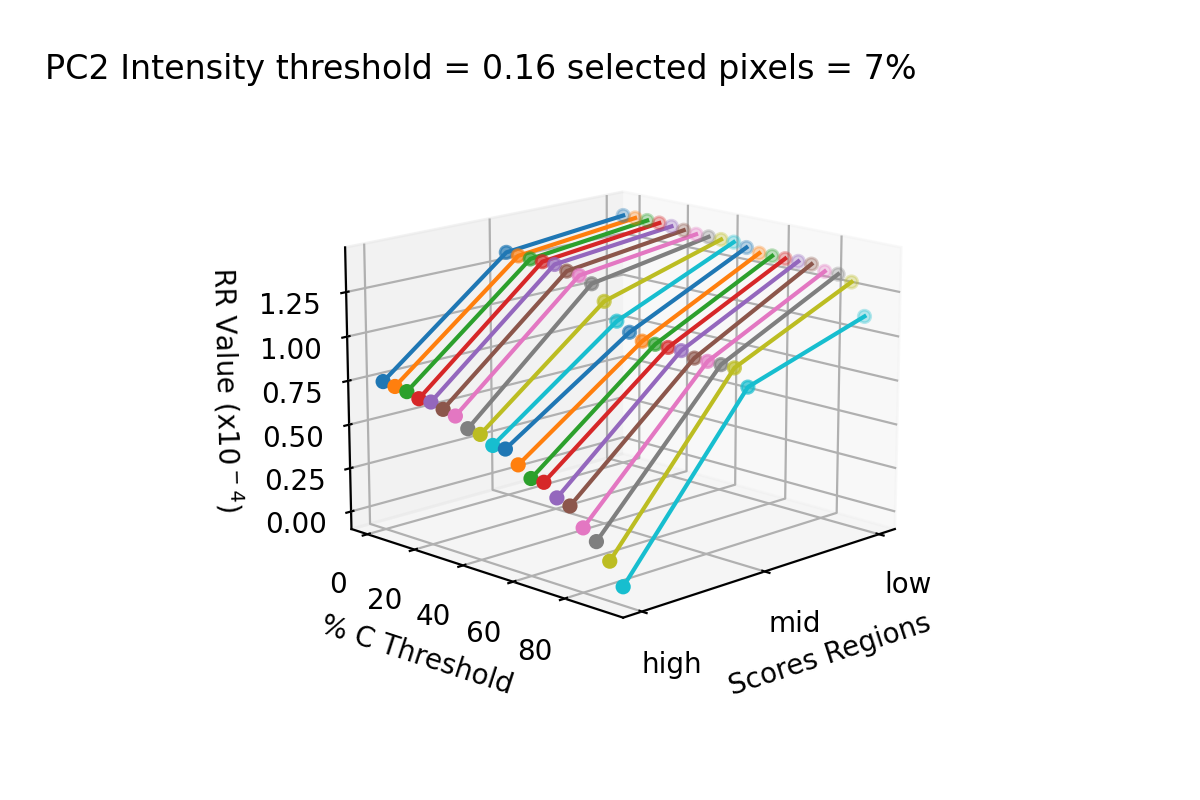 PC2 Intensity threshold = 0.16 selected pixels = 7%
RR Value (x10⁻⁴)
1.25
1.00
0.75
0.50
0.25
0.00
0
20
40
60
80
% C Threshold
high
mid
low
Scores Regions